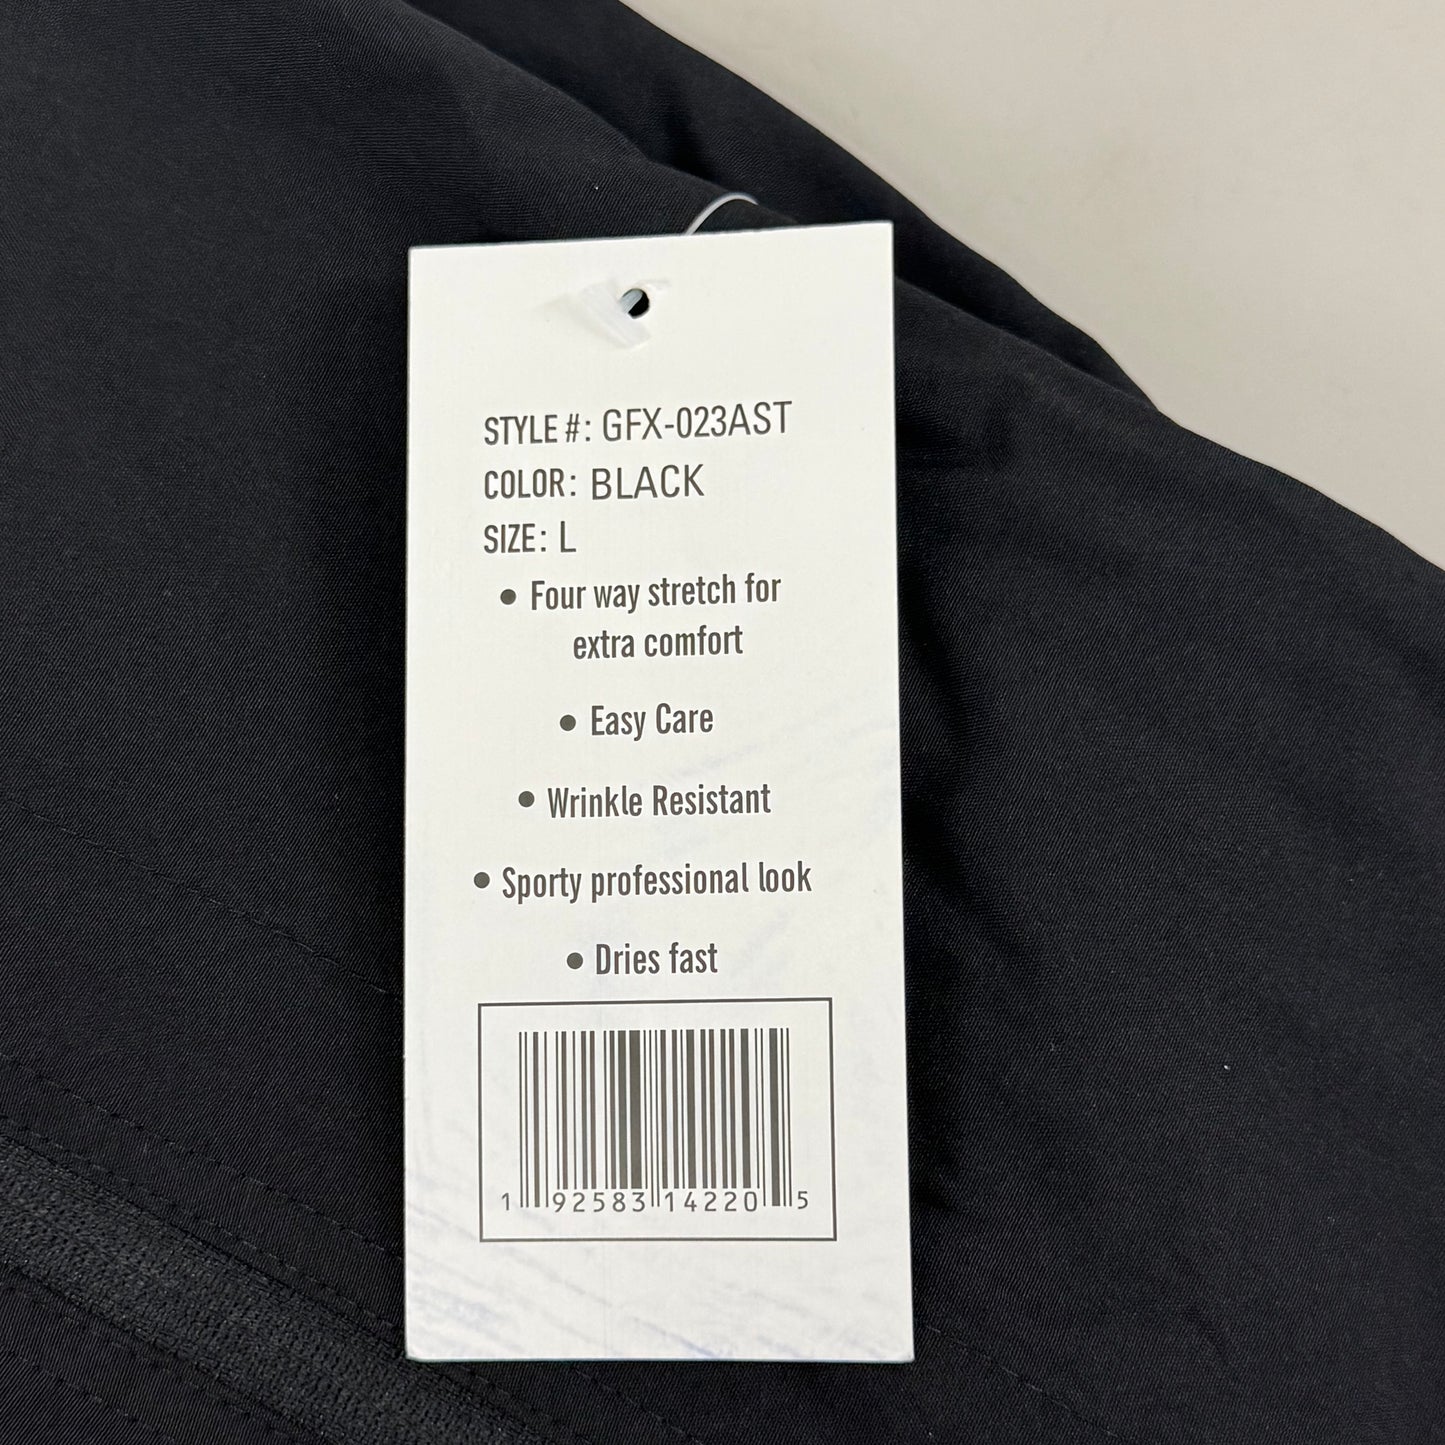 STYLE #: GFX-023AST
COLOR: BLACK
SIZE: L
• Four way stretch for
extra comfort
• Easy Care
• Wrinkle Resistant
• Sporty professional look
• Dries fast
1 92583 14220 5